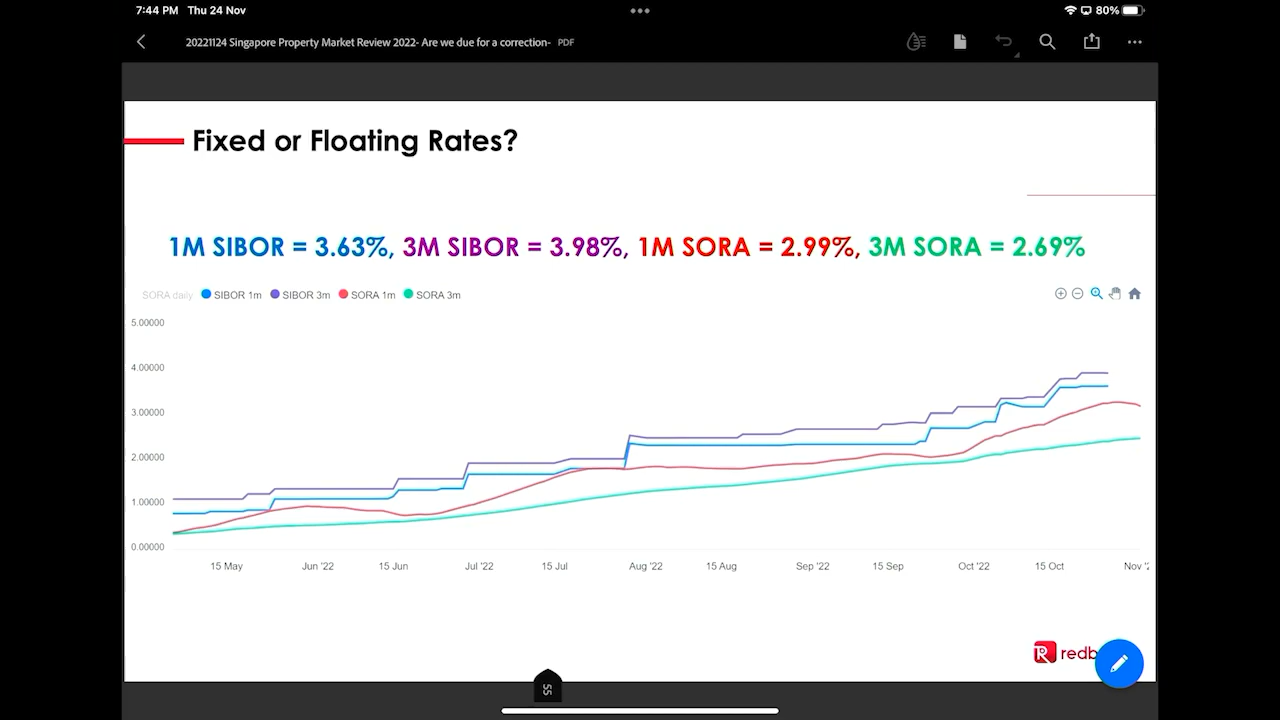 7:44 PM Thu 24 Nov
80%
20221124 Singapore Property Market Review 2022- Are we due for a correction- PDF
Fixed or Floating Rates?
1M SIBOR = 3.63%, 3M SIBOR = 3.98%, 1M SORA = 2.99%, 3M SORA = 2.69%
SORA daily SIBOR 1m SIBOR 3m SORA 1m SORA 3m
5.00000
4.00000
3.00000
2.00000
1.00000
0.00000
15 May Jun '22 15 Jun Jul '22 15 Jul Aug '22 15 Aug Sep '22 15 Sep Oct '22 15 Oct Nov '2
redb
55